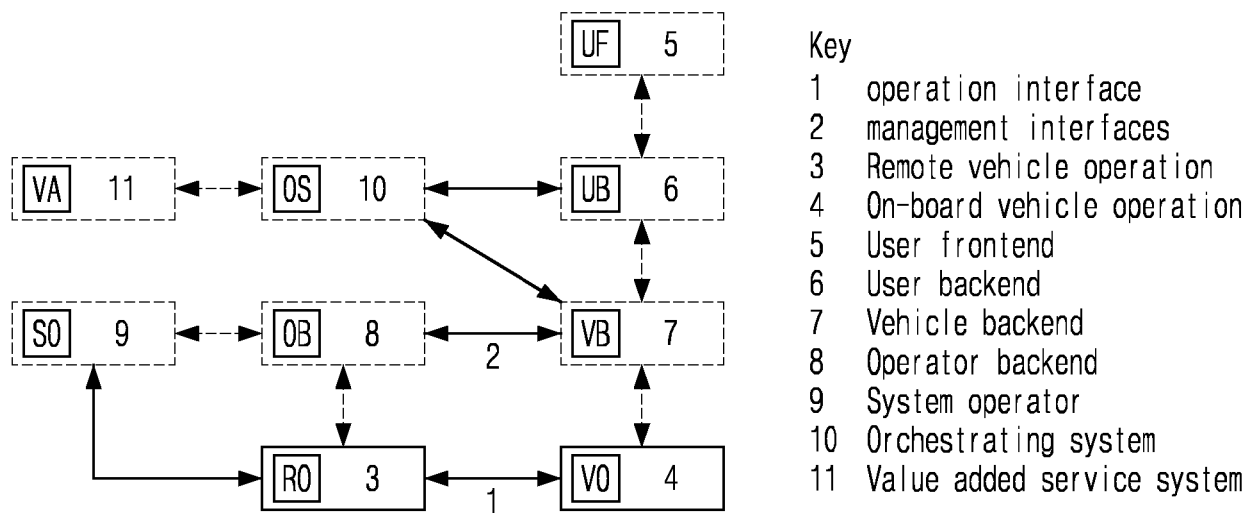 UF 5
VA 11
OS 10
UB 6
SO 9
OB 8
2
VB 7
RO 3
1
VO 4
Key
1 operation interface
2 management interfaces
3 Remote vehicle operation
4 On-board vehicle operation
5 User frontend
6 User backend
7 Vehicle backend
8 Operator backend
9 System operator
10 Orchestrating system
11 Value added service system